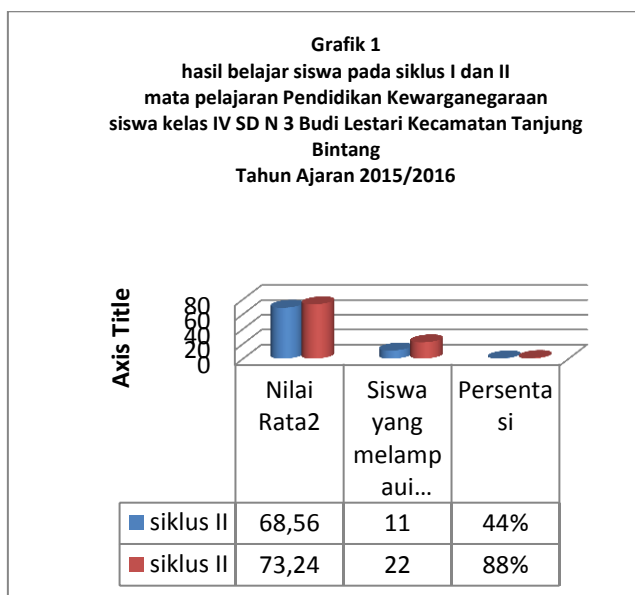 Grafik 1
hasil belajar siswa pada siklus I dan II
mata pelajaran Pendidikan Kewarganegaraan
siswa kelas IV SD N 3 Budi Lestari Kecamatan Tanjung
Bintang
Tahun Ajaran 2015/2016
Axis Title
80
60
40
20
0
Nilai
Rata2
Siswa
yang
melamp
aui...
Persenta
si
siklus II 68,56 11 44%
siklus II 73,24 22 88%